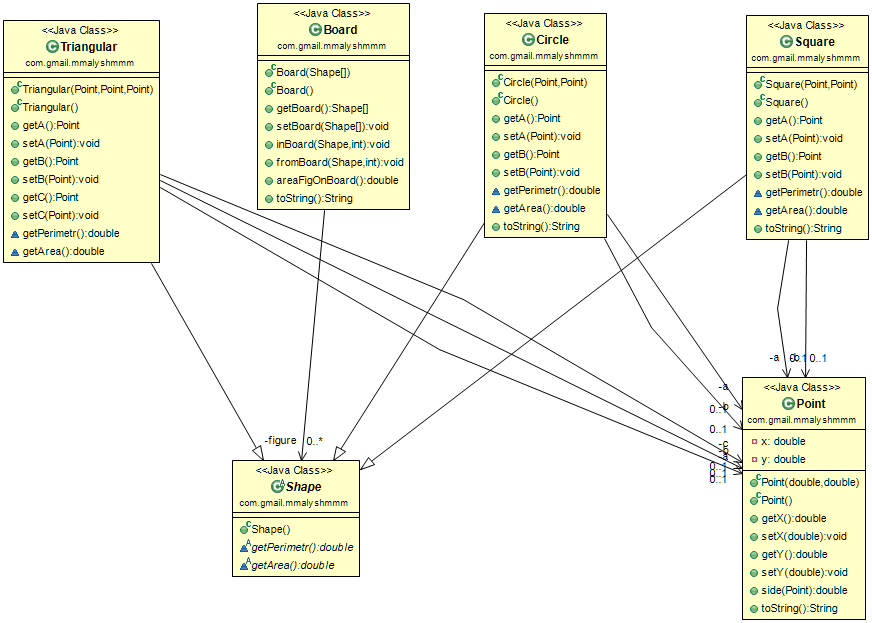 <<Java Class>>
Triangular
com.gmail.mmalyshmmm
Triangular(Point,Point,Point)
Triangular()
getA():Point
setA(Point):void
getB():Point
setB(Point):void
getC():Point
setC(Point):void
getPerimetr():double
getArea():double
<<Java Class>>
Board
com.gmail.mmalyshmmm
Board(Shape[])
Board()
getBoard():Shape[]
setBoard(Shape[]):void
inBoard(Shape,int):void
fromBoard(Shape,int):void
areaFigOnBoard():double
toString():String
<<Java Class>>
Circle
com.gmail.mmalyshmmm
Circle(Point,Point)
Circle()
getA():Point
setA(Point):void
getB():Point
setB(Point):void
getPerimetr():double
getArea():double
toString():String
<<Java Class>>
Square
com.gmail.mmalyshmmm
Square(Point,Point)
Square()
getA():Point
setA(Point):void
getB():Point
setB(Point):void
getPerimetr():double
getArea():double
toString():String
-figure 0..*
-a
0..1
-a
-b
0..1
-c
0..1
<<Java Class>>
Shape
com.gmail.mmalyshmmm
Shape()
getPerimetr():double
getArea():double
<<Java Class>>
Point
com.gmail.mmalyshmmm
x: double
y: double
Point(double,double)
Point()
getX():double
setX(double):void
getY():double
setY(double):void
side(Point):double
toString():String